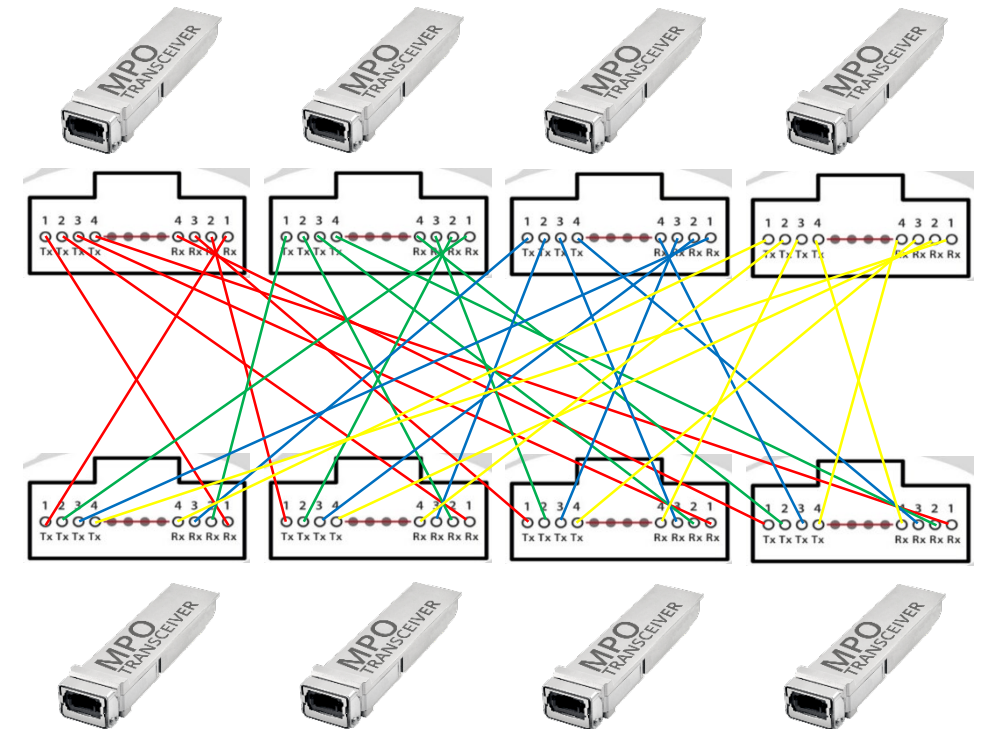 MPO
TRANSCEIVER
MPO
TRANSCEIVER
MPO
TRANSCEIVER
MPO
TRANSCEIVER
1 2 3 4 4 3 2 1
Tx Tx Tx Tx Rx Rx Rx Rx
1 2 3 4 4 3 2 1
Tx Tx Tx Tx Rx Rx Rx Rx
1 2 3 4 4 3 2 1
Tx Tx Tx Tx Rx Rx Rx Rx
1 2 3 4 4 3 2 1
Tx Tx Tx Tx Rx Rx Rx Rx
1 2 3 4 4 3 2 1
Tx Tx Tx Tx Rx Rx Rx Rx
1 2 3 4 4 3 2 1
Tx Tx Tx Tx Rx Rx Rx Rx
1 2 3 4 4 3 2 1
Tx Tx Tx Tx Rx Rx Rx Rx
1 2 3 4 4 3 2 1
Tx Tx Tx Tx Rx Rx Rx Rx
MPO
TRANSCEIVER
MPO
TRANSCEIVER
MPO
TRANSCEIVER
MPO
TRANSCEIVER